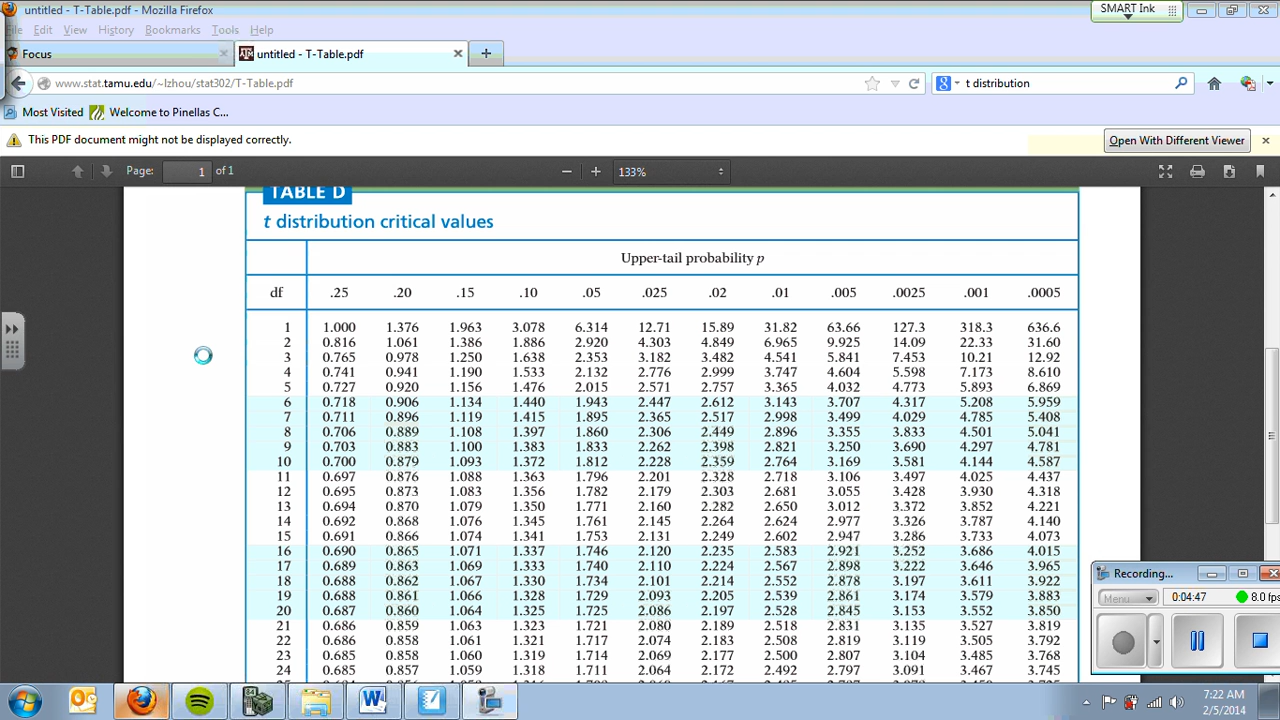 untitled - T-Table.pdf - Mozilla Firefox
SMART Ink
File Edit View History Bookmarks Tools Help
Focus
untitled - T-Table.pdf
www.stat.tamu.edu/~lzhou/stat302/T-Table.pdf
t distribution
Most Visited Welcome to Pinellas C...
This PDF document might not be displayed correctly.
Open With Different Viewer
Page: 1 of 1
133%
TABLE D
t distribution critical values
Upper-tail probability p
df .25 .20 .15 .10 .05 .025 .02 .01 .005 .0025 .001 .0005
1 1.000 1.376 1.963 3.078 6.314 12.71 15.89 31.82 63.66 127.3 318.3 636.6
2 0.816 1.061 1.386 1.886 2.920 4.303 4.849 6.965 9.925 14.09 22.33 31.60
3 0.765 0.978 1.250 1.638 2.353 3.182 3.482 4.541 5.841 7.453 10.21 12.92
4 0.741 0.941 1.190 1.533 2.132 2.776 2.999 3.747 4.604 5.598 7.173 8.610
5 0.727 0.920 1.156 1.476 2.015 2.571 2.757 3.365 4.032 4.773 5.893 6.869
6 0.718 0.906 1.134 1.440 1.943 2.447 2.612 3.143 3.707 4.317 5.208 5.959
7 0.711 0.896 1.119 1.415 1.895 2.365 2.517 2.998 3.499 4.029 4.785 5.408
8 0.706 0.889 1.108 1.397 1.860 2.306 2.449 2.896 3.355 3.833 4.501 5.041
9 0.703 0.883 1.100 1.383 1.833 2.262 2.398 2.821 3.250 3.690 4.297 4.781
10 0.700 0.879 1.093 1.372 1.812 2.228 2.359 2.764 3.169 3.581 4.144 4.587
11 0.697 0.876 1.088 1.363 1.796 2.201 2.328 2.718 3.106 3.497 4.025 4.437
12 0.695 0.873 1.083 1.356 1.782 2.179 2.303 2.681 3.055 3.428 3.930 4.318
13 0.694 0.870 1.079 1.350 1.771 2.160 2.282 2.650 3.012 3.372 3.852 4.221
14 0.692 0.868 1.076 1.345 1.761 2.145 2.264 2.624 2.977 3.326 3.787 4.140
15 0.691 0.866 1.074 1.341 1.753 2.131 2.249 2.602 2.947 3.286 3.733 4.073
16 0.690 0.865 1.071 1.337 1.746 2.120 2.235 2.583 2.921 3.252 3.686 4.015
17 0.689 0.863 1.069 1.333 1.740 2.110 2.224 2.567 2.898 3.222 3.646 3.965
18 0.688 0.862 1.067 1.330 1.734 2.101 2.214 2.552 2.878 3.197 3.611 3.922
19 0.688 0.861 1.066 1.328 1.729 2.093 2.205 2.539 2.861 3.174 3.579 3.883
20 0.687 0.860 1.064 1.325 1.725 2.086 2.197 2.528 2.845 3.153 3.552 3.850
21 0.686 0.859 1.063 1.323 1.721 2.080 2.189 2.518 2.831 3.135 3.527 3.819
22 0.686 0.858 1.061 1.321 1.717 2.074 2.183 2.508 2.819 3.119 3.505 3.792
23 0.685 0.858 1.060 1.319 1.714 2.069 2.177 2.500 2.807 3.104 3.485 3.768
24 0.685 0.857 1.059 1.318 1.711 2.064 2.172 2.492 2.797 3.091 3.467 3.745
Recording...
Menu 0:04:47 8.0 fps
7:22 AM
2/5/2014